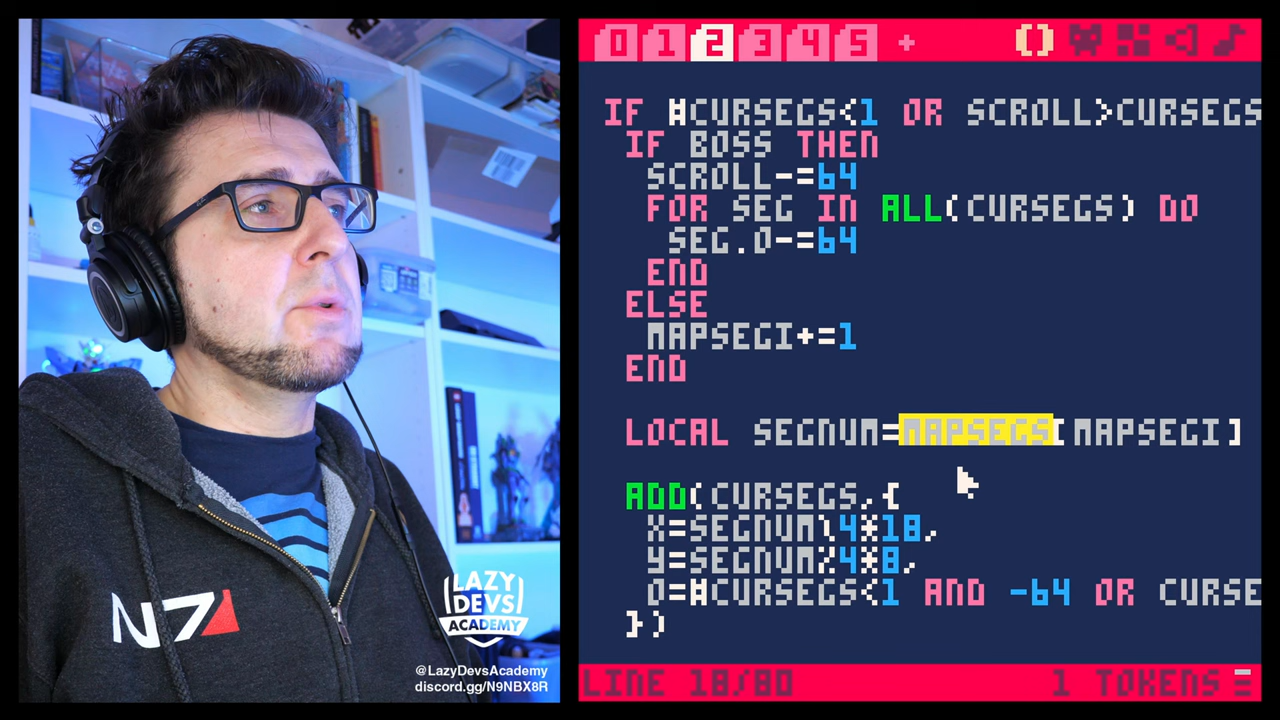 0 1 2 3 4 5 +
IF #CURSEGS<1 OR SCROLL>CURSEGS
IF BOSS THEN
SCROLL-=64
FOR SEG IN ALL(CURSEGS) DO
SEG.O-=64
END
ELSE
MAPSEGI+=1
END
LOCAL SEGNUM=MAPSEGS[MAPSEGI]
ADD(CURSEGS,{
X=SEGNUM\4*18,
Y=SEGNUM%4*8,
O=#CURSEGS<1 AND -64 OR CURSE
})
LINE 18/80 1 TOKENS
N7
LAZY
DEVS
ACADEMY
@LazyDevsAcademy
discord.gg/N9NBX8R